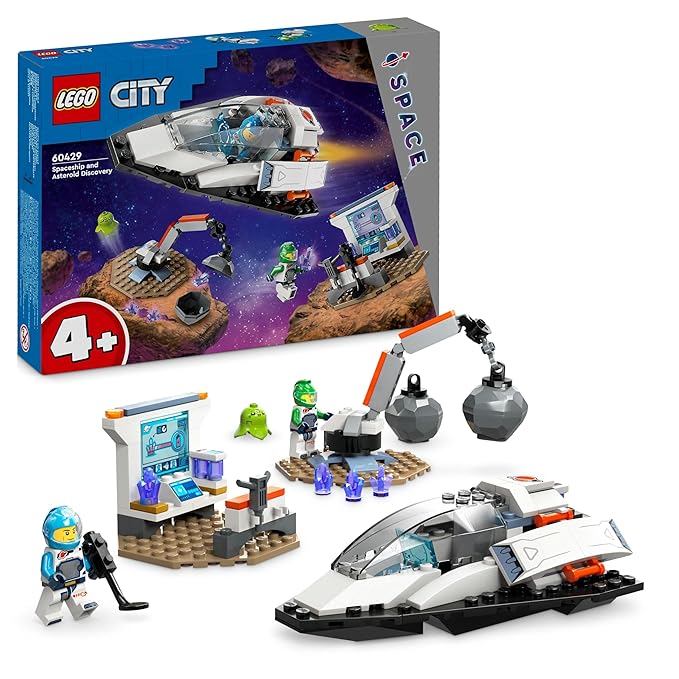 LEGO
CITY
60429
Spaceship and
Asteroid Discovery
SPACE
4+